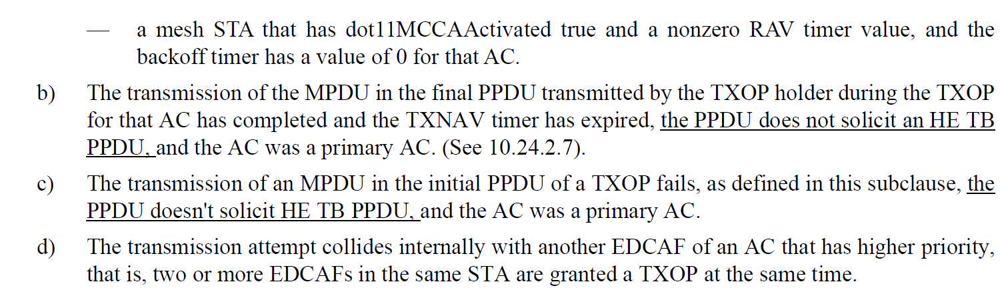 — a mesh STA that has dot11MCCAActivated true and a nonzero RAV timer value, and the
backoff timer has a value of 0 for that AC.
b) The transmission of the MPDU in the final PPDU transmitted by the TXOP holder during the TXOP
for that AC has completed and the TXNAV timer has expired, the PPDU does not solicit an HE TB
PPDU, and the AC was a primary AC. (See 10.24.2.7).
c) The transmission of an MPDU in the initial PPDU of a TXOP fails, as defined in this subclause, the
PPDU doesn't solicit HE TB PPDU, and the AC was a primary AC.
d) The transmission attempt collides internally with another EDCAF of an AC that has higher priority,
that is, two or more EDCAFs in the same STA are granted a TXOP at the same time.